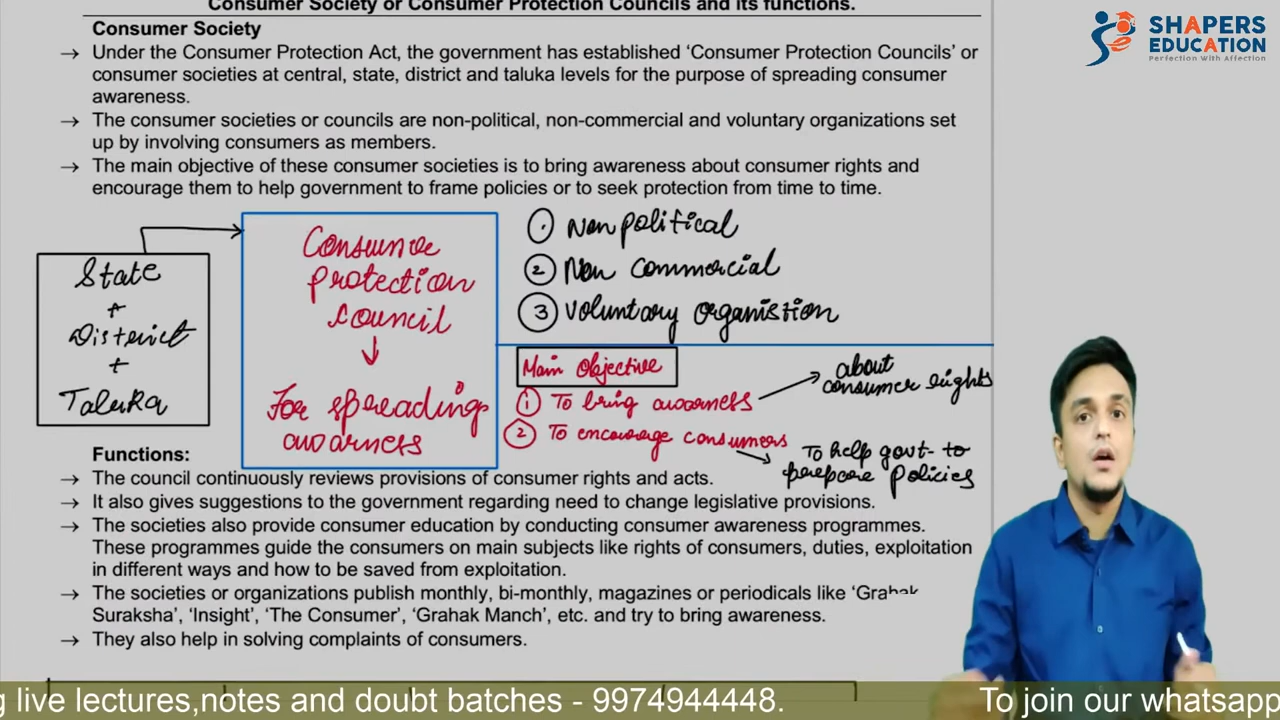 Consumer Society or Consumer Protection Councils and its functions.
SHAPERS
EDUCATION
Perfection With Affection
Consumer Society
→ Under the Consumer Protection Act, the gaverment has established ‘Consumer Protection Councils’ or
consumer societies at central, state, district and taluka levels for the purpose of spreading consumer
awareness.
→ The consumer societies or councils are non-political, non-commercial and voluntary organizations set
up by involving consumers as members.
→ The main objective of these consumer societies is to bring awareness about consumer rights and
encourage them to help government to frame policies or to seek protection from time to time.
State
+
District
+
Taluka
Consumre
protection
council
↓
For spreading
awarness
1 Non political
2 Non commercial
3 voluntary organistion
Main Objective
1 To bring awarness
about
consumer rights
2 To encourage consumers
To help govt- to
prepare policies
Functions:
→ The council continuously reviews provisions of consumer rights and acts.
→ It also gives suggestions to the government regarding need to change legislative provisions.
→ The societies also provide consumer education by conducting consumer awareness programmes.
These programmes guide the consumers on main subjects like rights of consumers, duties, exploitation
in different ways and how to be saved from exploitation.
→ The societies or organizations publish monthly, bi-monthly, magazines or periodicals like ‘Grahak
Suraksha’, ‘Insight’, ‘The Consumer’, ‘Grahak Manch’, etc. and try to bring awareness.
→ They also help in solving complaints of consumers.
g live lectures,notes and doubt batches - 9974944448.
To join our whatsapp